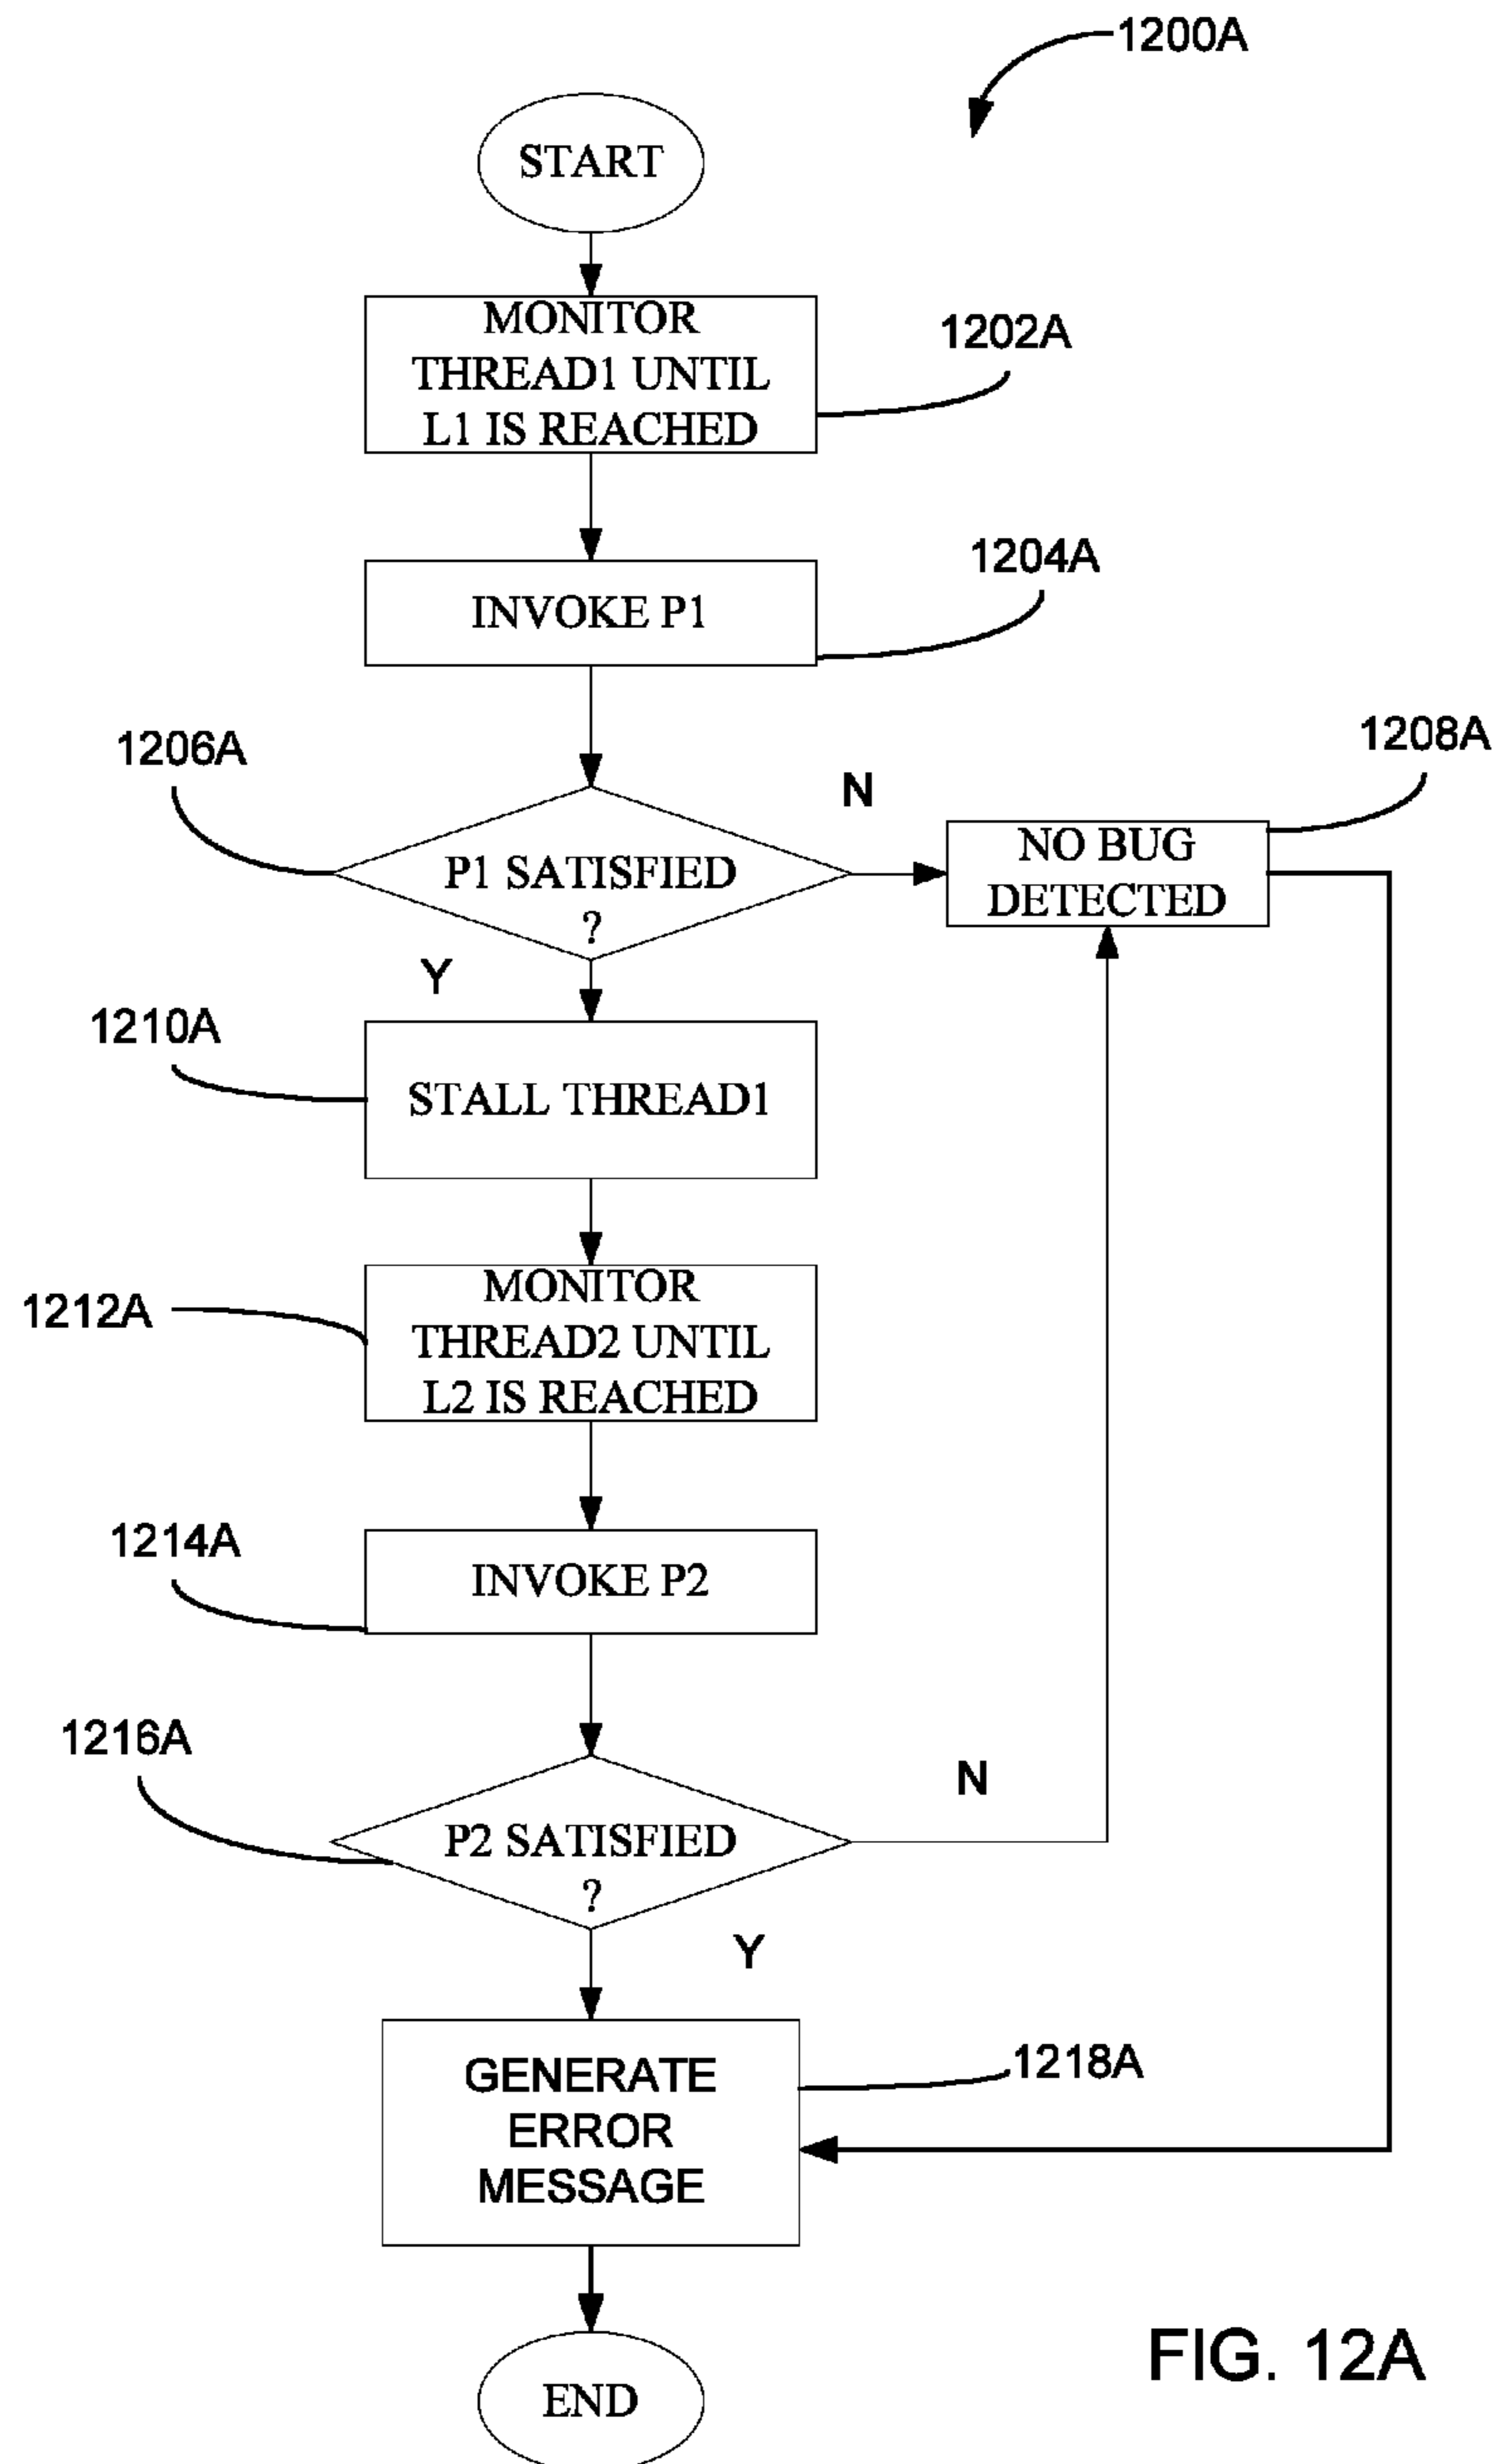 1200A
START
MONITOR
THREAD1 UNTIL
L1 IS REACHED
1202A
1204A
INVOKE P1
1206A
1208A
N
P1 SATISFIED
?
NO BUG
DETECTED
Y
1210A
STALL THREAD1
MONITOR
THREAD2 UNTIL
L2 IS REACHED
1212A
1214A
INVOKE P2
1216A
N
P2 SATISFIED
?
Y
GENERATE
ERROR
MESSAGE
1218A
END
FIG. 12A